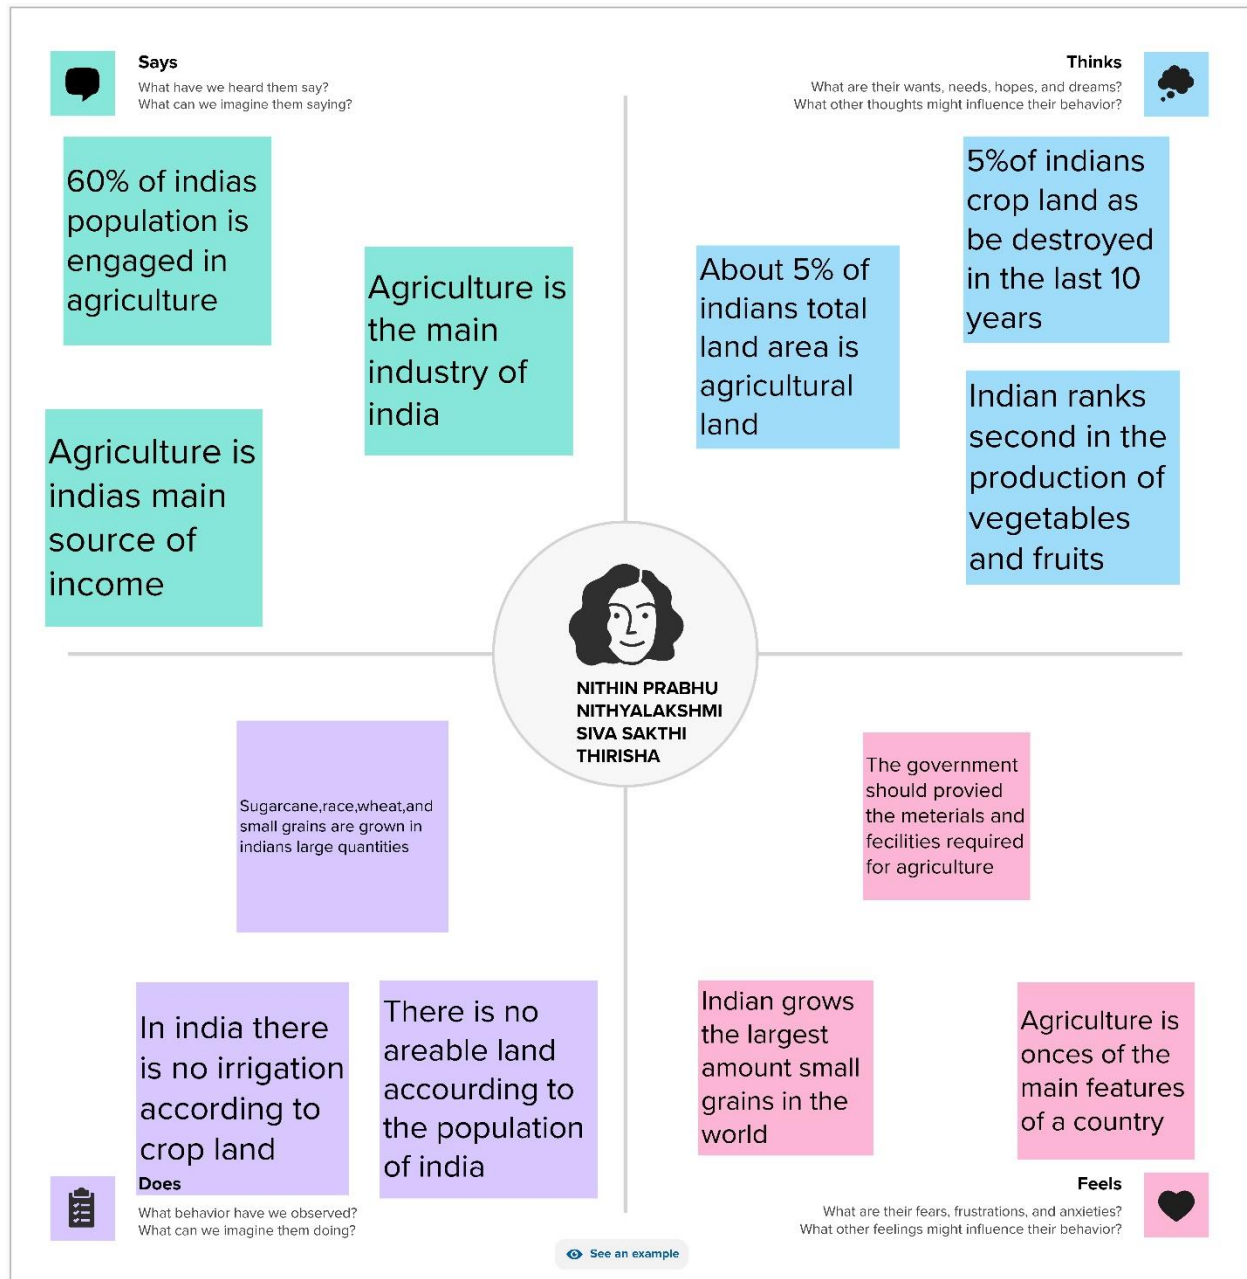 Says
What have we heard them say?
What can we imagine them saying?
Thinks
What are their wants, needs, hopes, and dreams?
What other thoughts might influence their behavior?
60% of indias
population is
engaged in
agriculture
Agriculture is
the main
industry of
india
Agriculture is
indias main
source of
income
About 5% of
indians total
land area is
agricultural
land
5%of indians
crop land as
be destroyed
in the last 10
years
Indian ranks
second in the
production of
vegetables
and fruits
NITHIN PRABHU
NITHYALAKSHMI
SIVA SAKTHI
THIRISHA
Sugarcane,race,wheat,and
small grains are grown in
indians large quantities
In india there
is no irrigation
according to
crop land
There is no
areable land
accourding to
the population
of india
The government
should provied
the meterials and
fecilities required
for agriculture
Indian grows
the largest
amount small
grains in the
world
Agriculture is
onces of the
main features
of a country
Does
What behavior have we observed?
What can we imagine them doing?
Feels
What are their fears, frustrations, and anxieties?
What other feelings might influence their behavior?
See an example